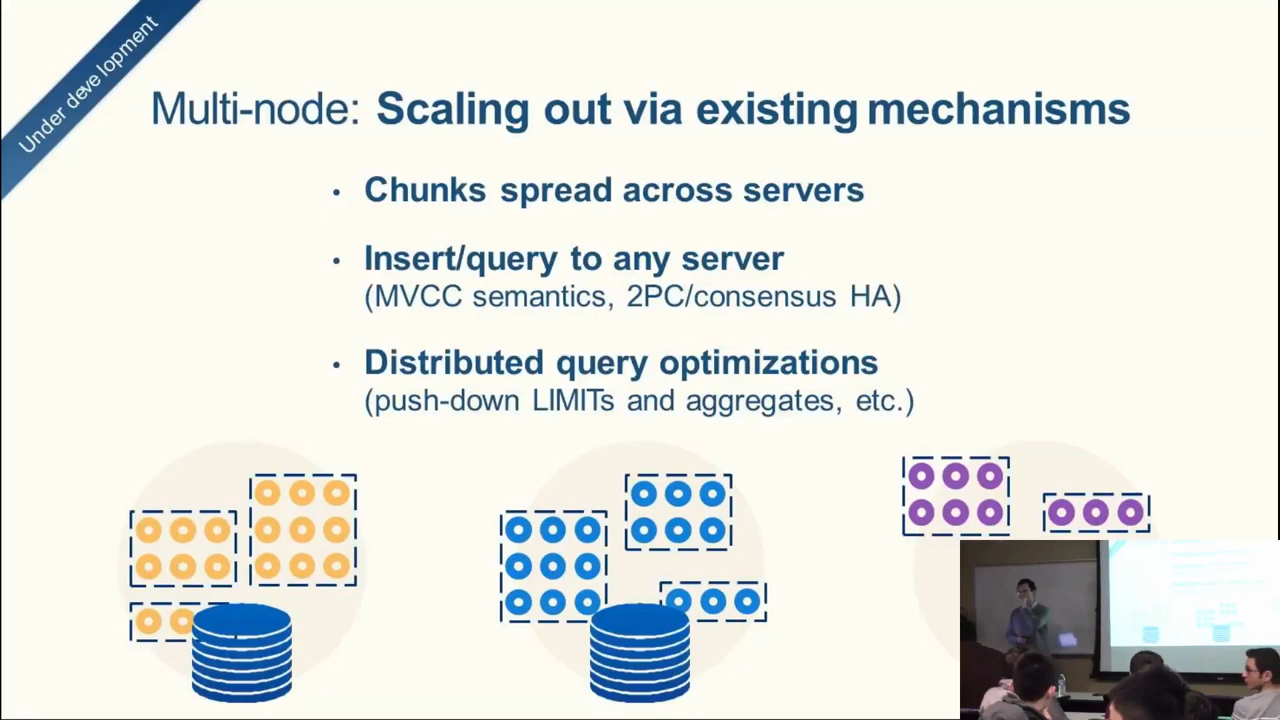 Under development
Multi-node: Scaling out via existing mechanisms
• Chunks spread across servers
• Insert/query to any server
(MVCC semantics, 2PC/consensus HA)
• Distributed query optimizations
(push-down LIMITs and aggregates, etc.)